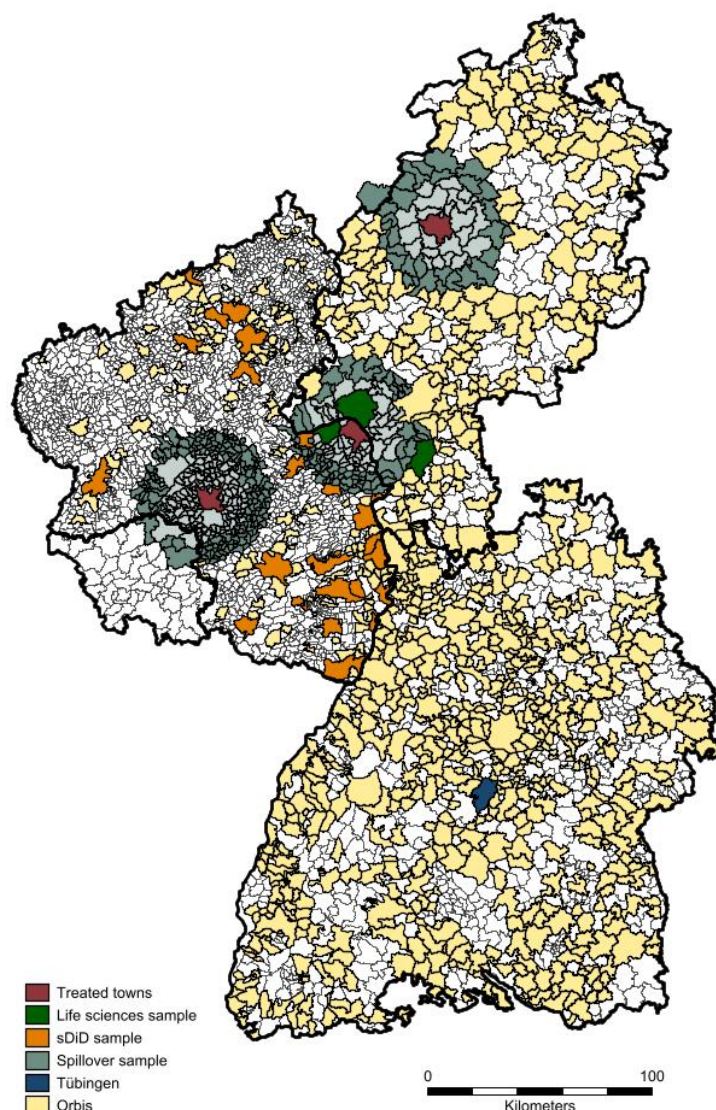 Treated towns
Life sciences sample
sDiD sample
Spillover sample
Tübingen
Orbis
0 100
Kilometers